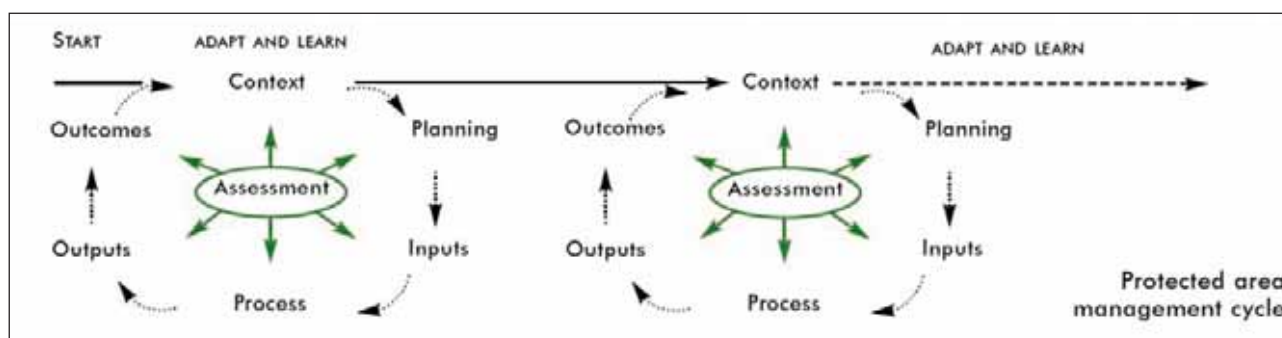 START
ADAPT AND LEARN
ADAPT AND LEARN
Context
Context
Outcomes
Planning
Outcomes
Planning
Assessment
Assessment
Outputs
Inputs
Outputs
Inputs
Process
Process
Protected area
management cycle